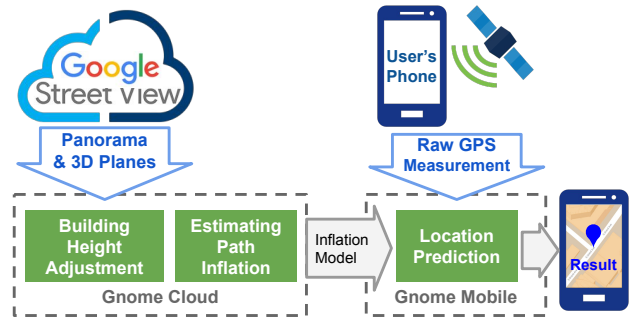 Google
Street view
User's
Phone
Panorama
& 3D Planes
Raw GPS
Measurement
Building
Height
Adjustment
Estimating
Path
Inflation
Inflation
Model
Location
Prediction
Result
Gnome Cloud
Gnome Mobile